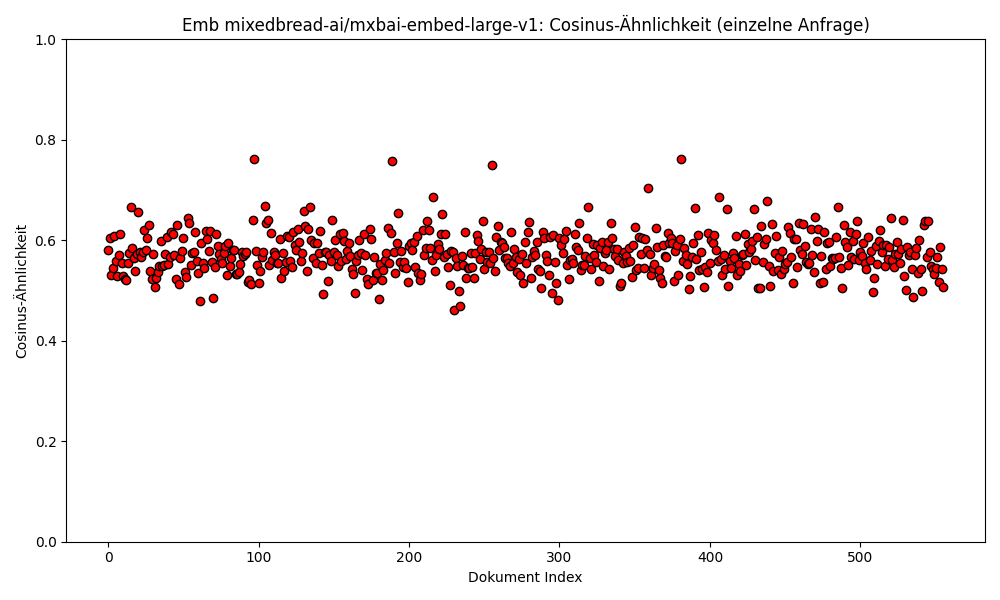 Emb mixedbread-ai/mxbai-embed-large-v1: Cosinus-Ähnlichkeit (einzelne Anfrage)
1.0
0.8
0.6
0.4
0.2
0.0
Cosinus-Ähnlichkeit
0 100 200 300 400 500
Dokument Index